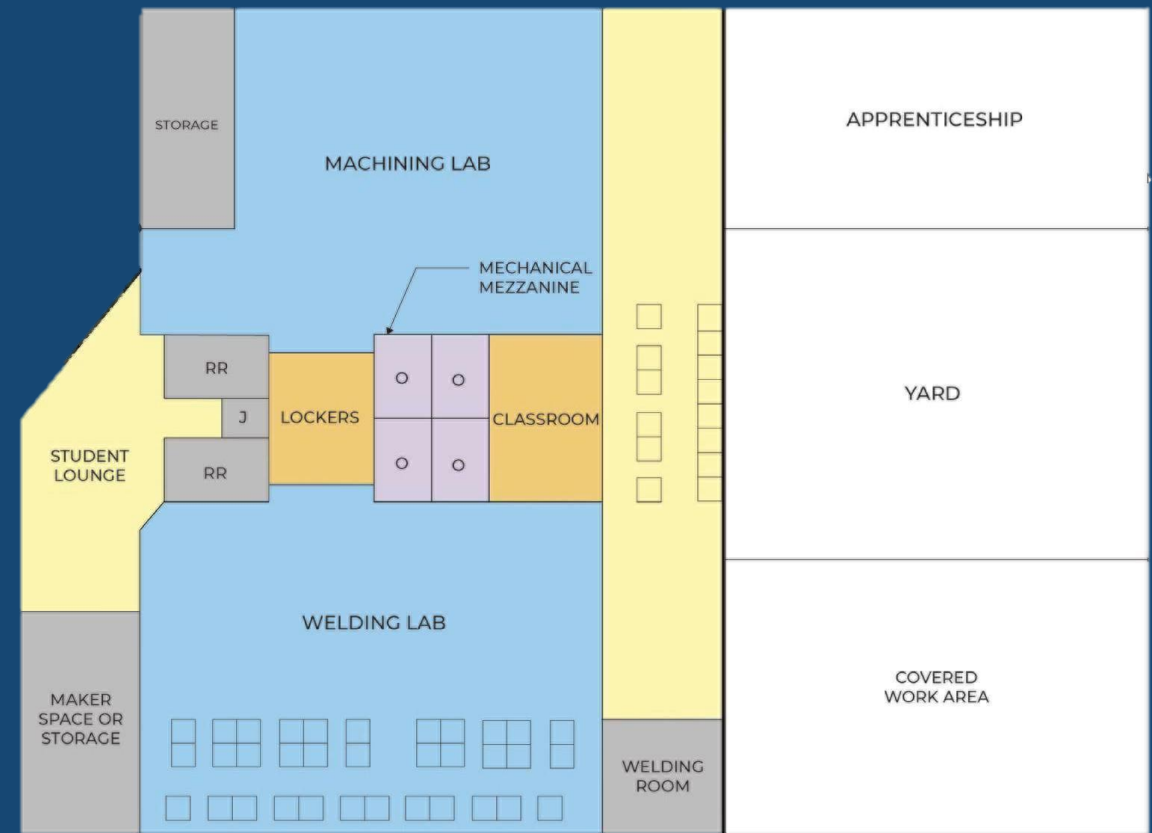 STORAGE
MACHINING LAB
APPRENTICESHIP
MECHANICAL
MEZZANINE
RR
J
LOCKERS
CLASSROOM
YARD
STUDENT
LOUNGE
RR
WELDING LAB
MAKER
SPACE OR
STORAGE
WELDING
ROOM
COVERED
WORK AREA